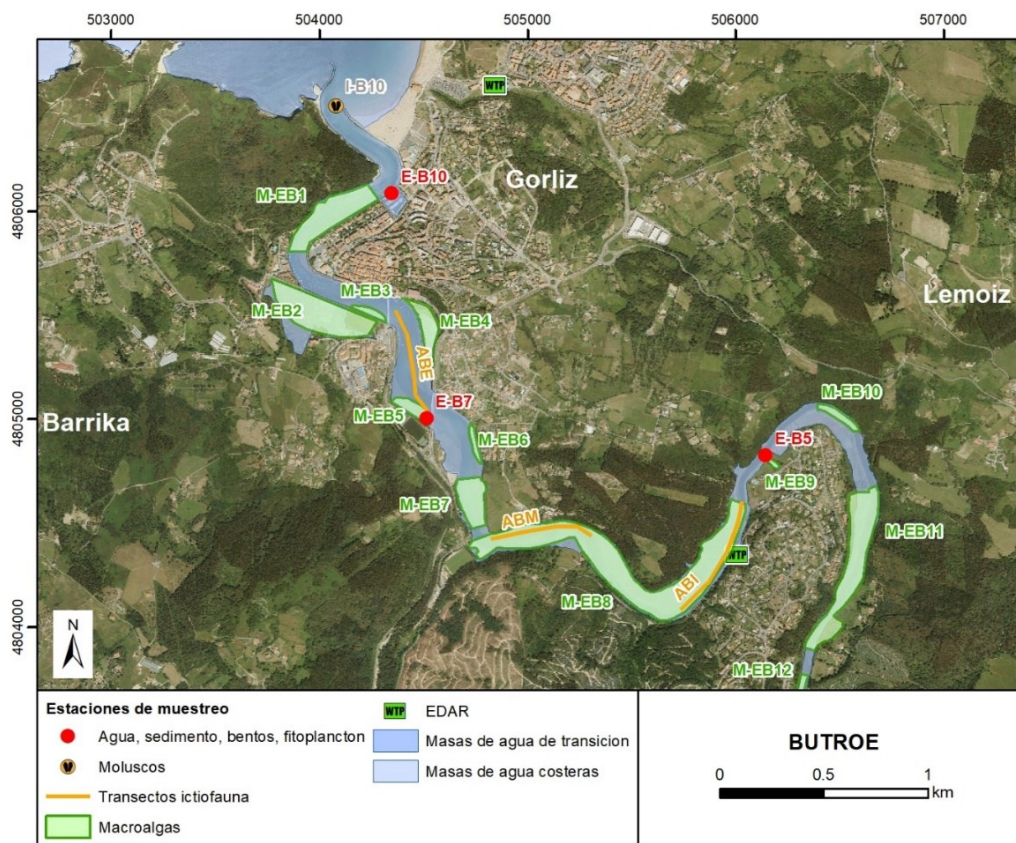 503000 504000 505000 506000 507000
4806000
4805000
4804000
WTP
I-B10
E-B10
Gorliz
M-EB1
Lemoiz
M-EB3
M-EB2
M-EB4
ABE
M-EB10
Barrika
M-EB5
E-B7
M-EB6
E-B5
M-EB9
M-EB7
M-EB11
ABM
WTP
ABI
M-EB8
N
M-EB12
Estaciones de muestreo
Agua, sedimento, bentos, fitoplancton
Moluscos
Transectos ictiofauna
Macroalgas
WTP EDAR
Masas de agua de transicion
Masas de agua costeras
BUTROE
0 0.5 1
km